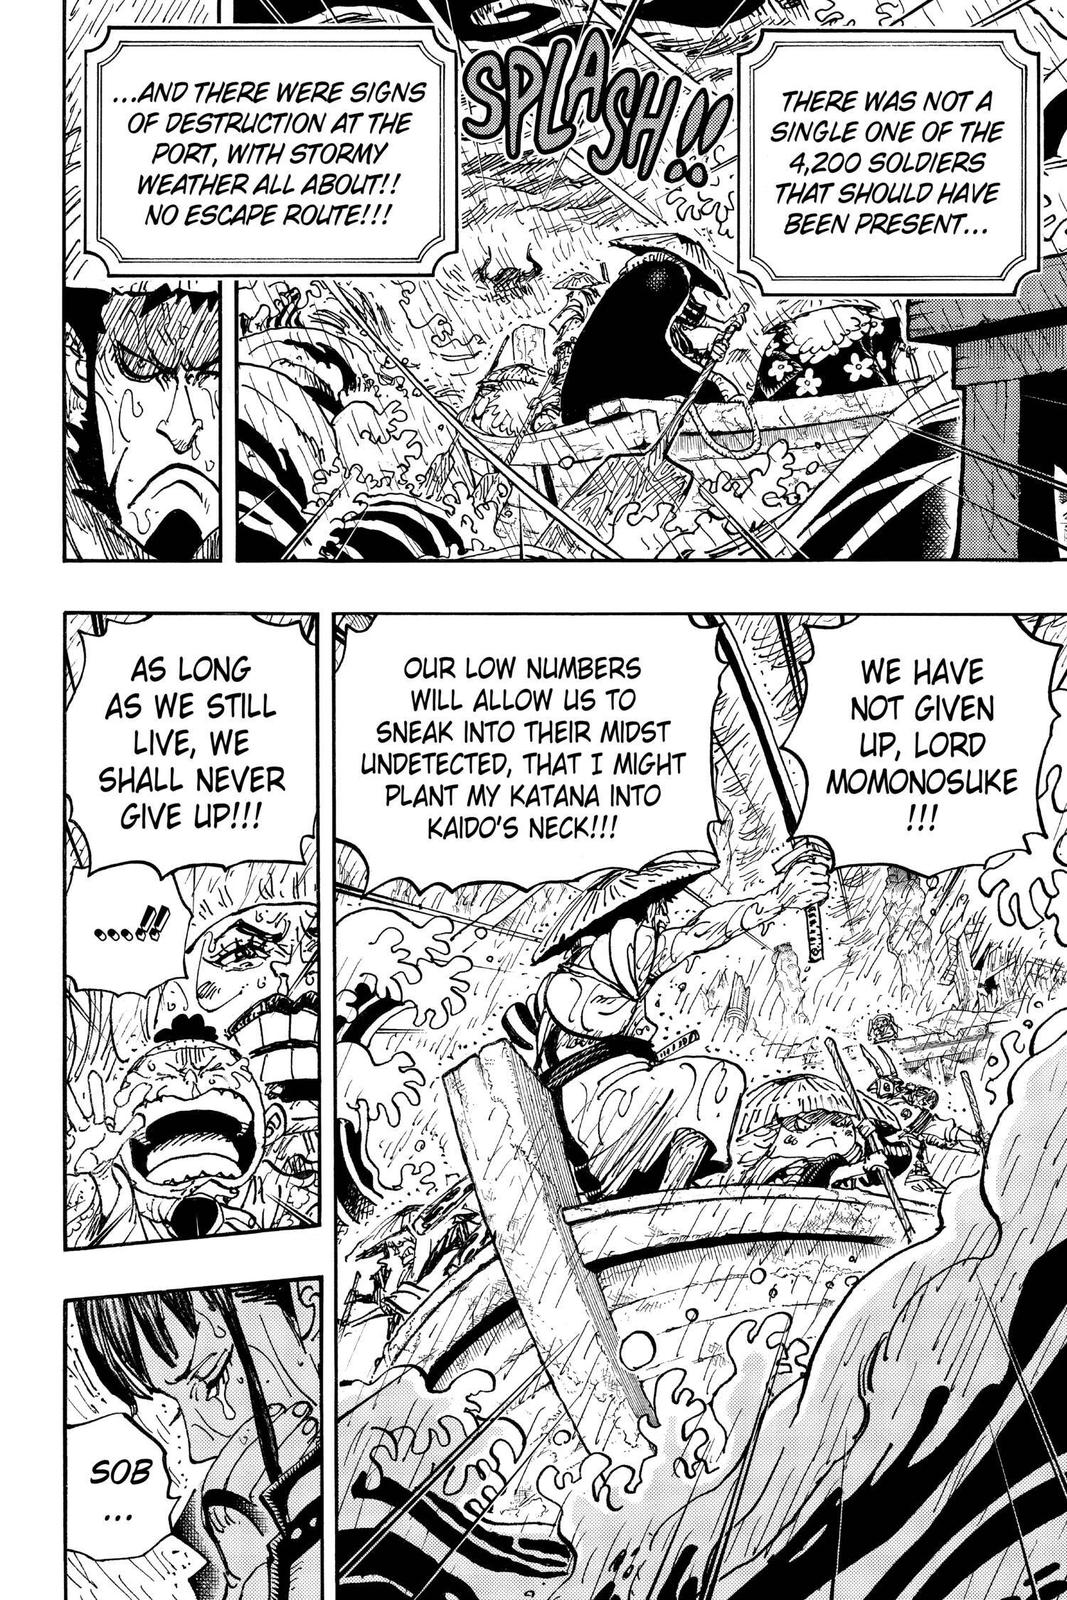 THERE WAS NOT A
SINGLE ONE OF THE
4,200 SOLDIERS
THAT SHOULD HAVE
BEEN PRESENT...
SPLASH!!
...AND THERE WERE SIGNS
OF DESTRUCTION AT THE
PORT, WITH STORMY
WEATHER ALL ABOUT!!
NO ESCAPE ROUTE!!!
WE HAVE
NOT GIVEN
UP, LORD
MOMONOSUKE
!!!
OUR LOW NUMBERS
WILL ALLOW US TO
SNEAK INTO THEIR MIDST
UNDETECTED, THAT I MIGHT
PLANT MY KATANA INTO
KAIDO'S NECK!!!
AS LONG
AS WE STILL
LIVE, WE
SHALL NEVER
GIVE UP!!!
....!!
SOB
...